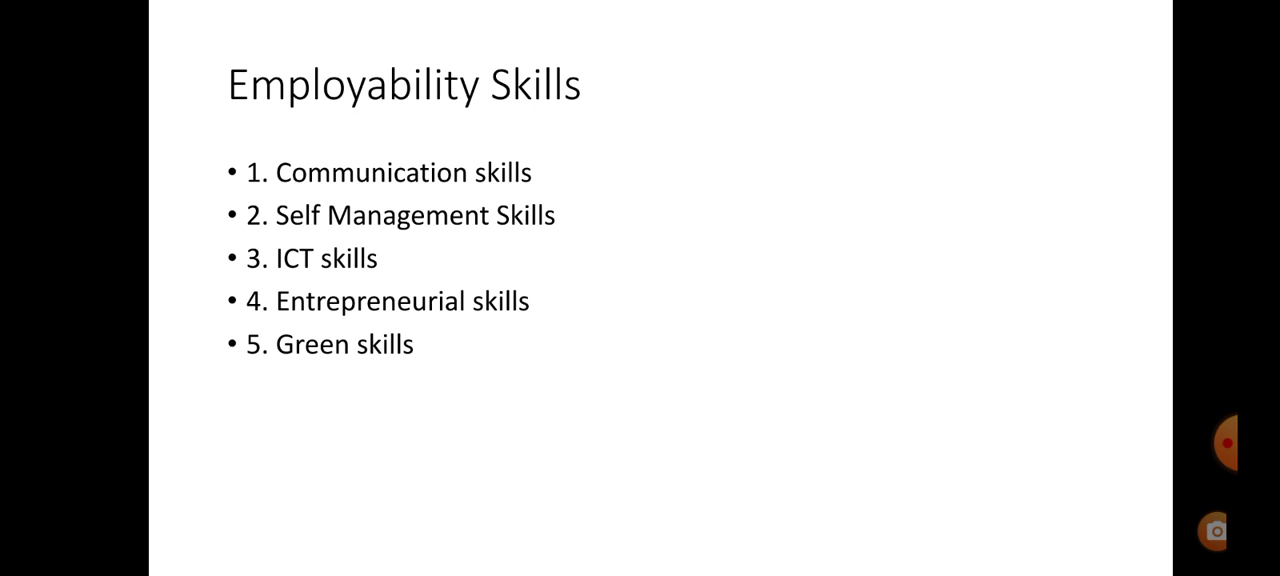 Employability Skills
• 1. Communication skills
• 2. Self Management Skills
• 3. ICT skills
• 4. Entrepreneurial skills
• 5. Green skills